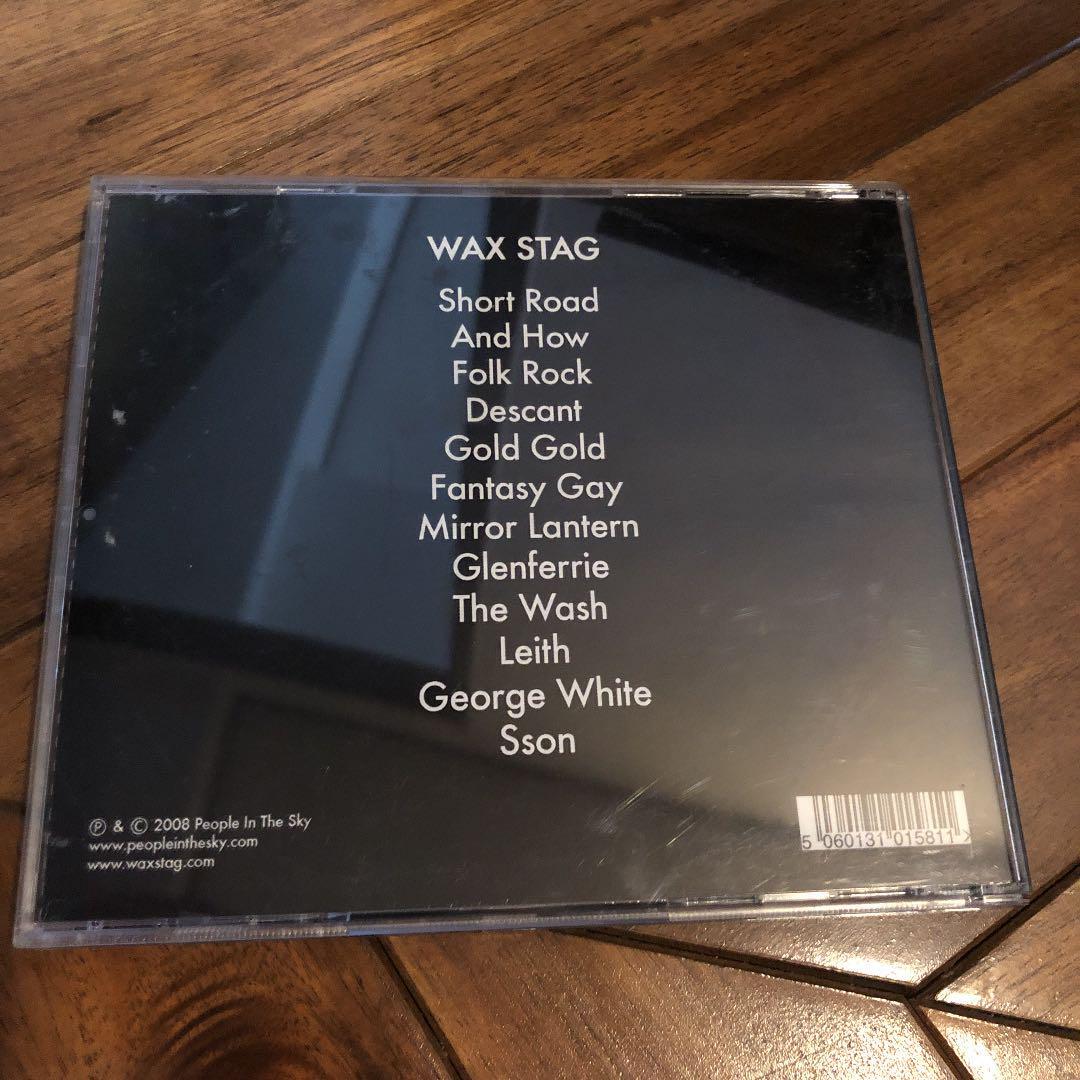 WAX STAG
Short Road
And How
Folk Rock
Descant
Gold Gold
Fantasy Gay
Mirror Lantern
Glenferrie
The Wash
Leith
George White
Sson
℗ & © 2008 People In The Sky
www.peopleinthesky.com
www.waxstag.com
5 060131 015811 >